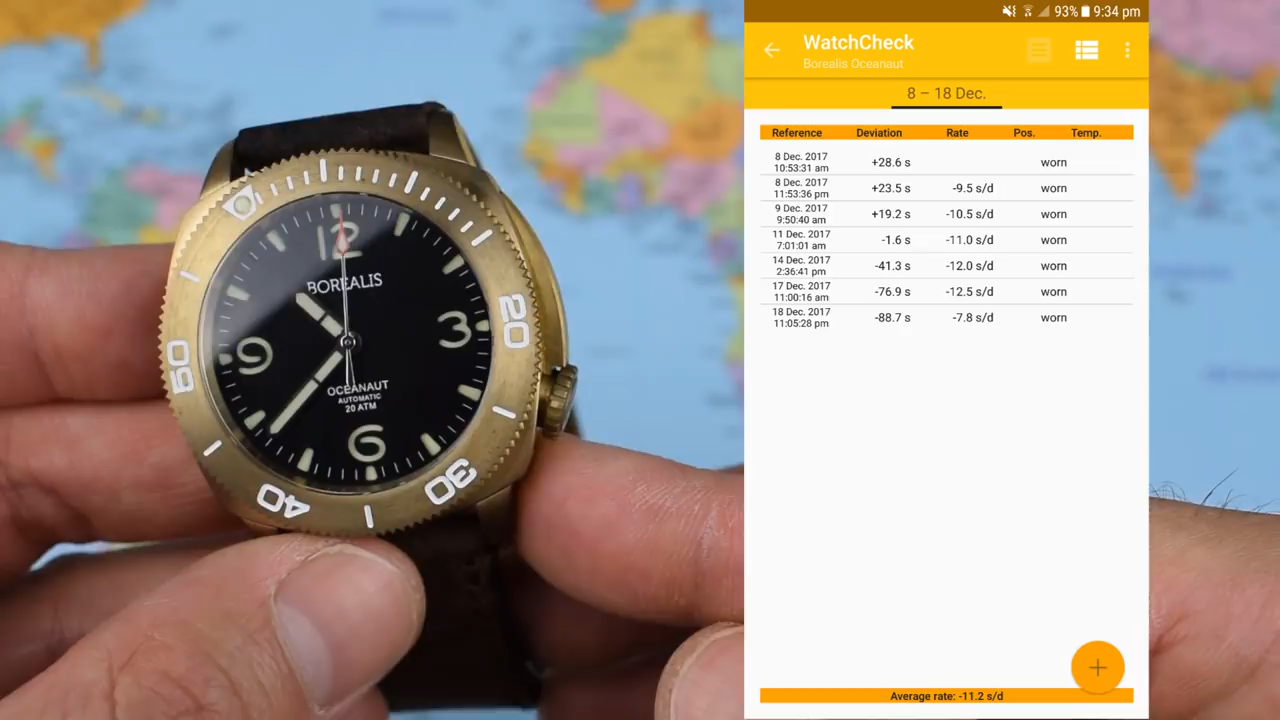 12
BOREALIS
3
9
OCEANAUT
AUTOMATIC
20 ATM
6
20
30
40
60
93% 9:34 pm
WatchCheck
Borealis Oceanaut
8 – 18 Dec.
Reference Deviation Rate Pos. Temp.
8 Dec. 2017
10:53:31 am
+28.6 s worn
8 Dec. 2017
11:53:36 pm
+23.5 s -9.5 s/d worn
9 Dec. 2017
9:50:40 am
+19.2 s -10.5 s/d worn
11 Dec. 2017
7:01:01 am
-1.6 s -11.0 s/d worn
14 Dec. 2017
2:36:41 pm
-41.3 s -12.0 s/d worn
17 Dec. 2017
11:00:16 am
-76.9 s -12.5 s/d worn
18 Dec. 2017
11:05:28 pm
-88.7 s -7.8 s/d worn
Average rate: -11.2 s/d